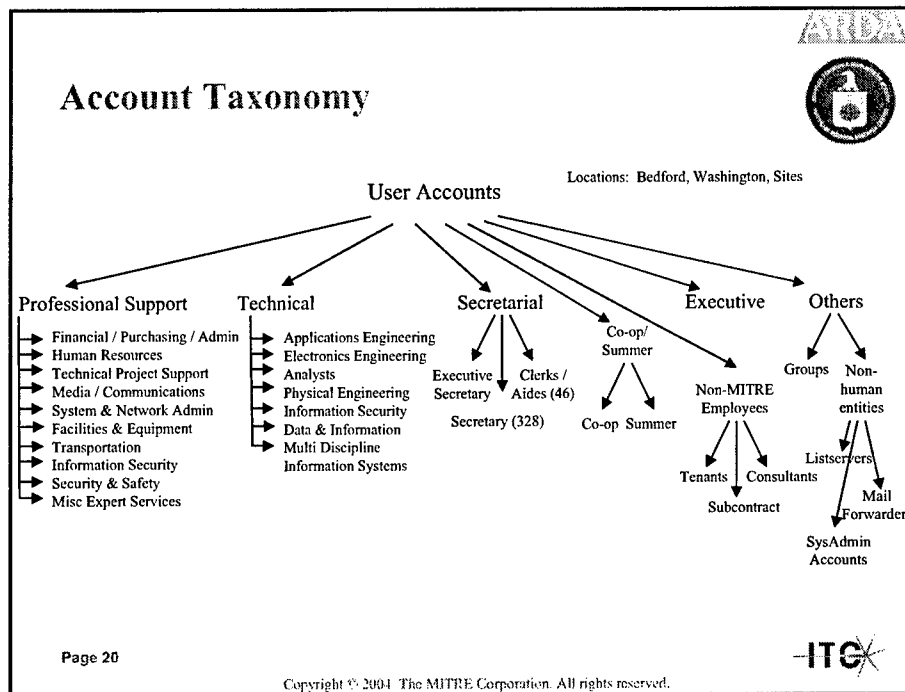 ARDA
Account Taxonomy
Locations: Bedford, Washington, Sites
User Accounts
Professional Support
Financial / Purchasing / Admin
Human Resources
Technical Project Support
Media / Communications
System & Network Admin
Facilities & Equipment
Transportation
Information Security
Security & Safety
Misc Expert Services
Technical
Applications Engineering
Electronics Engineering
Analysts
Physical Engineering
Information Security
Data & Information
Multi Discipline
Information Systems
Secretarial
Executive
Secretary
Secretary (328)
Clerks /
Aides (46)
Co-op/
Summer
Co-op
Summer
Non-MITRE
Employees
Tenants
Subcontract
Consultants
Executive
Others
Groups
Non-
human
entities
Listservers
SysAdmin
Accounts
Mail
Forwarder
Page 20
ITC
Copyright © 2004 The MITRE Corporation. All rights reserved.